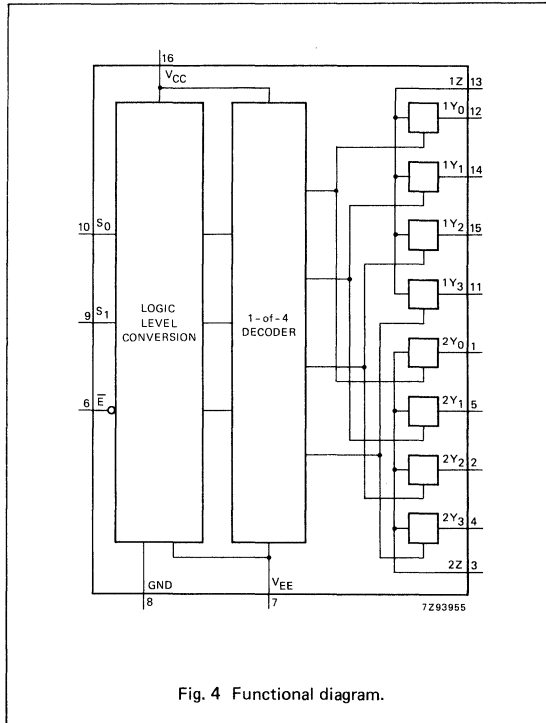 16
VCC
1Z 13
1Y0 12
1Y1 14
10 S0
1Y2 15
9 S1
LOGIC
LEVEL
CONVERSION
1-of-4
DECODER
1Y3 11
2Y0 1
6 E̅
2Y1 5
2Y2 2
2Y3 4
2Z 3
GND
8
VEE
7
7Z93955
Fig. 4 Functional diagram.